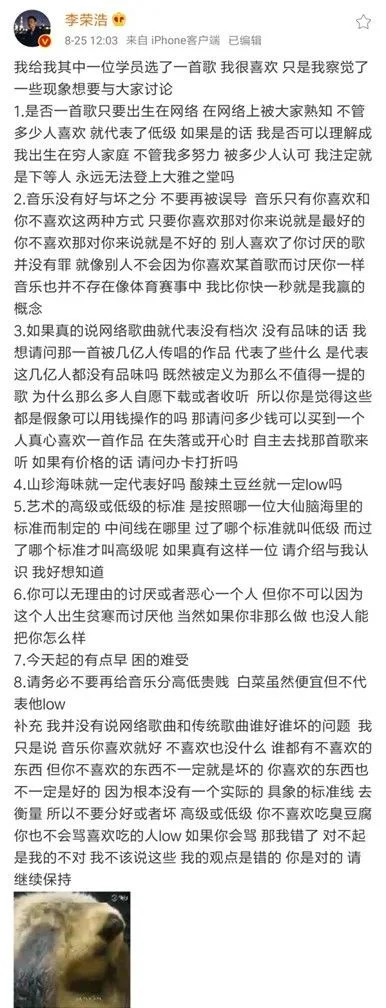 李荣浩
8-25 12:03 来自 iPhone客户端 已编辑
我给我其中一位学员选了一首歌 我很喜欢 只是我察觉了
一些现象想要与大家讨论
1.是否一首歌只要出生在网络 在网络上被大家熟知 不管
多少人喜欢 就代表了低级 如果是的话 我是否可以理解成
我出生在穷人家庭 不管我多努力 被多少人认可 我注定就
是下等人 永远无法登上大雅之堂吗
2.音乐没有好与坏之分 不要再被误导 音乐只有你喜欢和
你不喜欢这两种方式 只要你喜欢那对你来说就是最好的
你不喜欢那对你来说就是不好的 别人喜欢了你讨厌的歌
并没有罪 就像别人不会因为你喜欢某首歌而讨厌你一样
音乐也并不存在像体育赛事中 我比你快一秒就是我赢的
概念
3.如果真的说网络歌曲就代表没有档次 没有品味的话 我
想请问那一首被几亿人传唱的作品 代表了些什么 是代表
这几亿人都没有品味吗 既然被定义为那么不值得一提的
歌 为什么那么多人自愿下载或者收听 所以你是觉得这些
都是假象可以用钱操作的吗 那请问多少钱可以买到一个
人真心喜欢一首作品 在失落或开心时 自主去找那首歌来
听 如果有价格的话 请问办卡打折吗
4.山珍海味就一定代表好吗 酸辣土豆丝就一定low吗
5.艺术的高级或低级的标准 是按照哪一位大仙脑海里的
标准而制定的 中间线在哪里 过了哪个标准就叫低级 而过
了哪个标准才叫高级呢 如果真有这样一位 请介绍与我认
识 我好想知道
6.你可以无理由的讨厌或者恶心一个人 但你不可以因为
这个人出生贫寒而讨厌他 当然如果你非那么做 也没人能
把你怎么样
7.今天起的有点早 困的难受
8.请务必不要再给音乐分高低贵贱 白菜虽然便宜但不代
表他low
补充 我并没有说网络歌曲和传统歌曲谁好谁坏的问题 我
只是说 音乐你喜欢就好 不喜欢也没什么 谁都有不喜欢的
东西 但你不喜欢的东西不一定就是坏的 你喜欢的东西也
不一定是好的 因为根本没有一个实际的 具象的标准线 去
衡量 所以不要分好或者坏 高级或低级 你不喜欢吃臭豆腐
你也不会骂喜欢吃的人low 如果你会骂 那我错了 对不起
是我的不对 我不该说这些 我的观点是错的 你是对的 请
继续保持